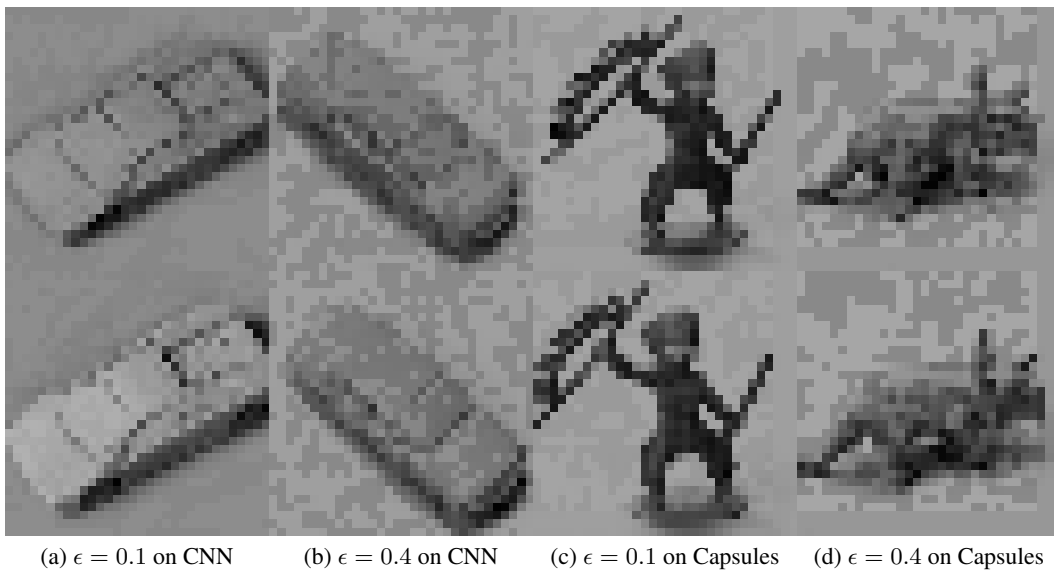 (a) ϵ = 0.1 on CNN (b) ϵ = 0.4 on CNN (c) ϵ = 0.1 on Capsules (d) ϵ = 0.4 on Capsules